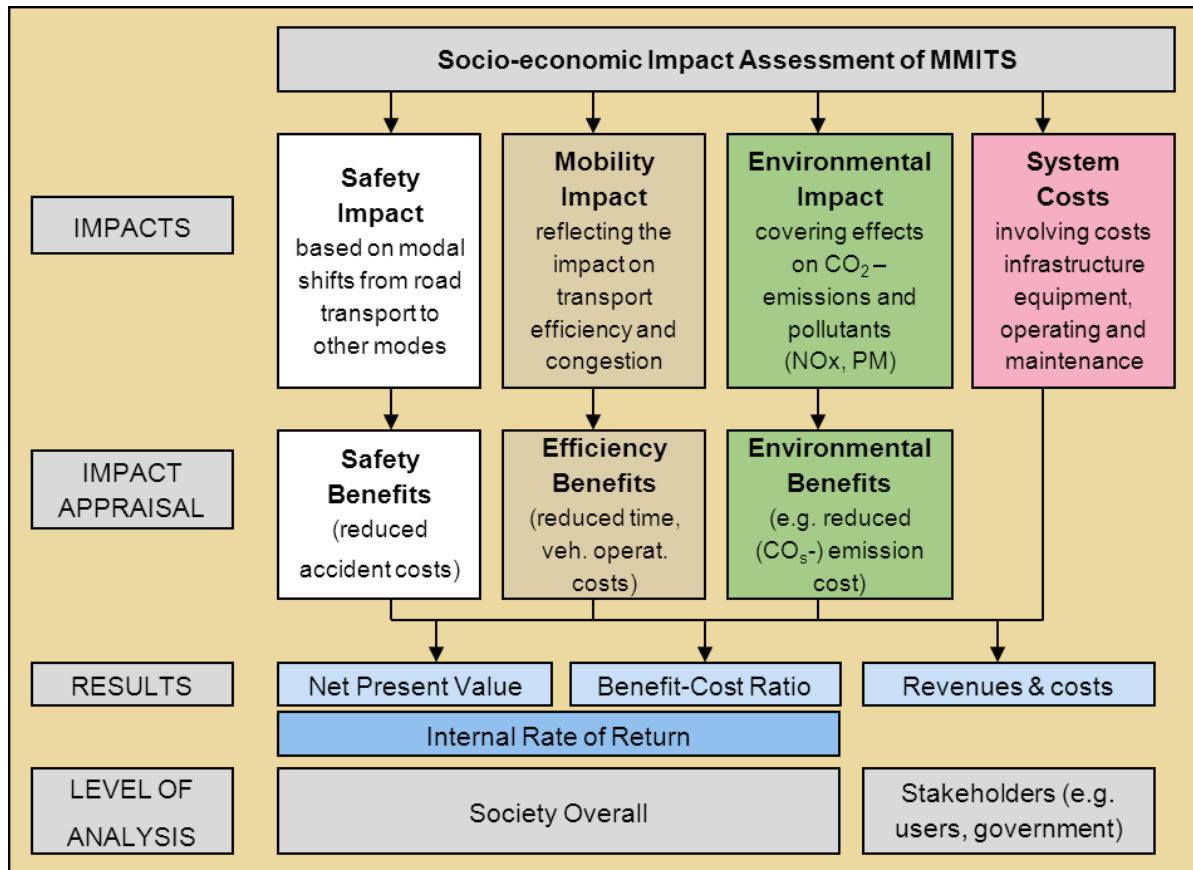 Socio-economic Impact Assessment of MMITS
IMPACTS
Safety
Impact
based on modal
shifts from road
transport to
other modes
Mobility
Impact
reflecting the
impact on
transport
efficiency and
congestion
Environmental
Impact
covering effects
on CO₂ –
emissions and
pollutants
(NOx, PM)
System
Costs
involving costs
infrastructure
equipment,
operating and
maintenance
IMPACT
APPRAISAL
Safety
Benefits
(reduced
accident costs)
Efficiency
Benefits
(reduced time,
veh. operat.
costs)
Environmental
Benefits
(e.g. reduced
(COₛ-) emission
cost)
RESULTS
Net Present Value
Benefit-Cost Ratio
Revenues & costs
Internal Rate of Return
LEVEL OF
ANALYSIS
Society Overall
Stakeholders (e.g.
users, government)